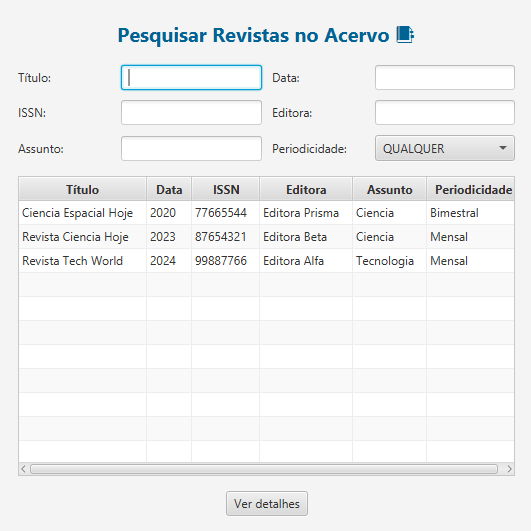 Pesquisar Revistas no Acervo
Título: Data:
ISSN: Editora:
Assunto: Periodicidade: QUALQUER
Título Data ISSN Editora Assunto Periodicidade
Ciencia Espacial Hoje 2020 77665544 Editora Prisma Ciencia Bimestral
Revista Ciencia Hoje 2023 87654321 Editora Beta Ciencia Mensal
Revista Tech World 2024 99887766 Editora Alfa Tecnologia Mensal
Ver detalhes